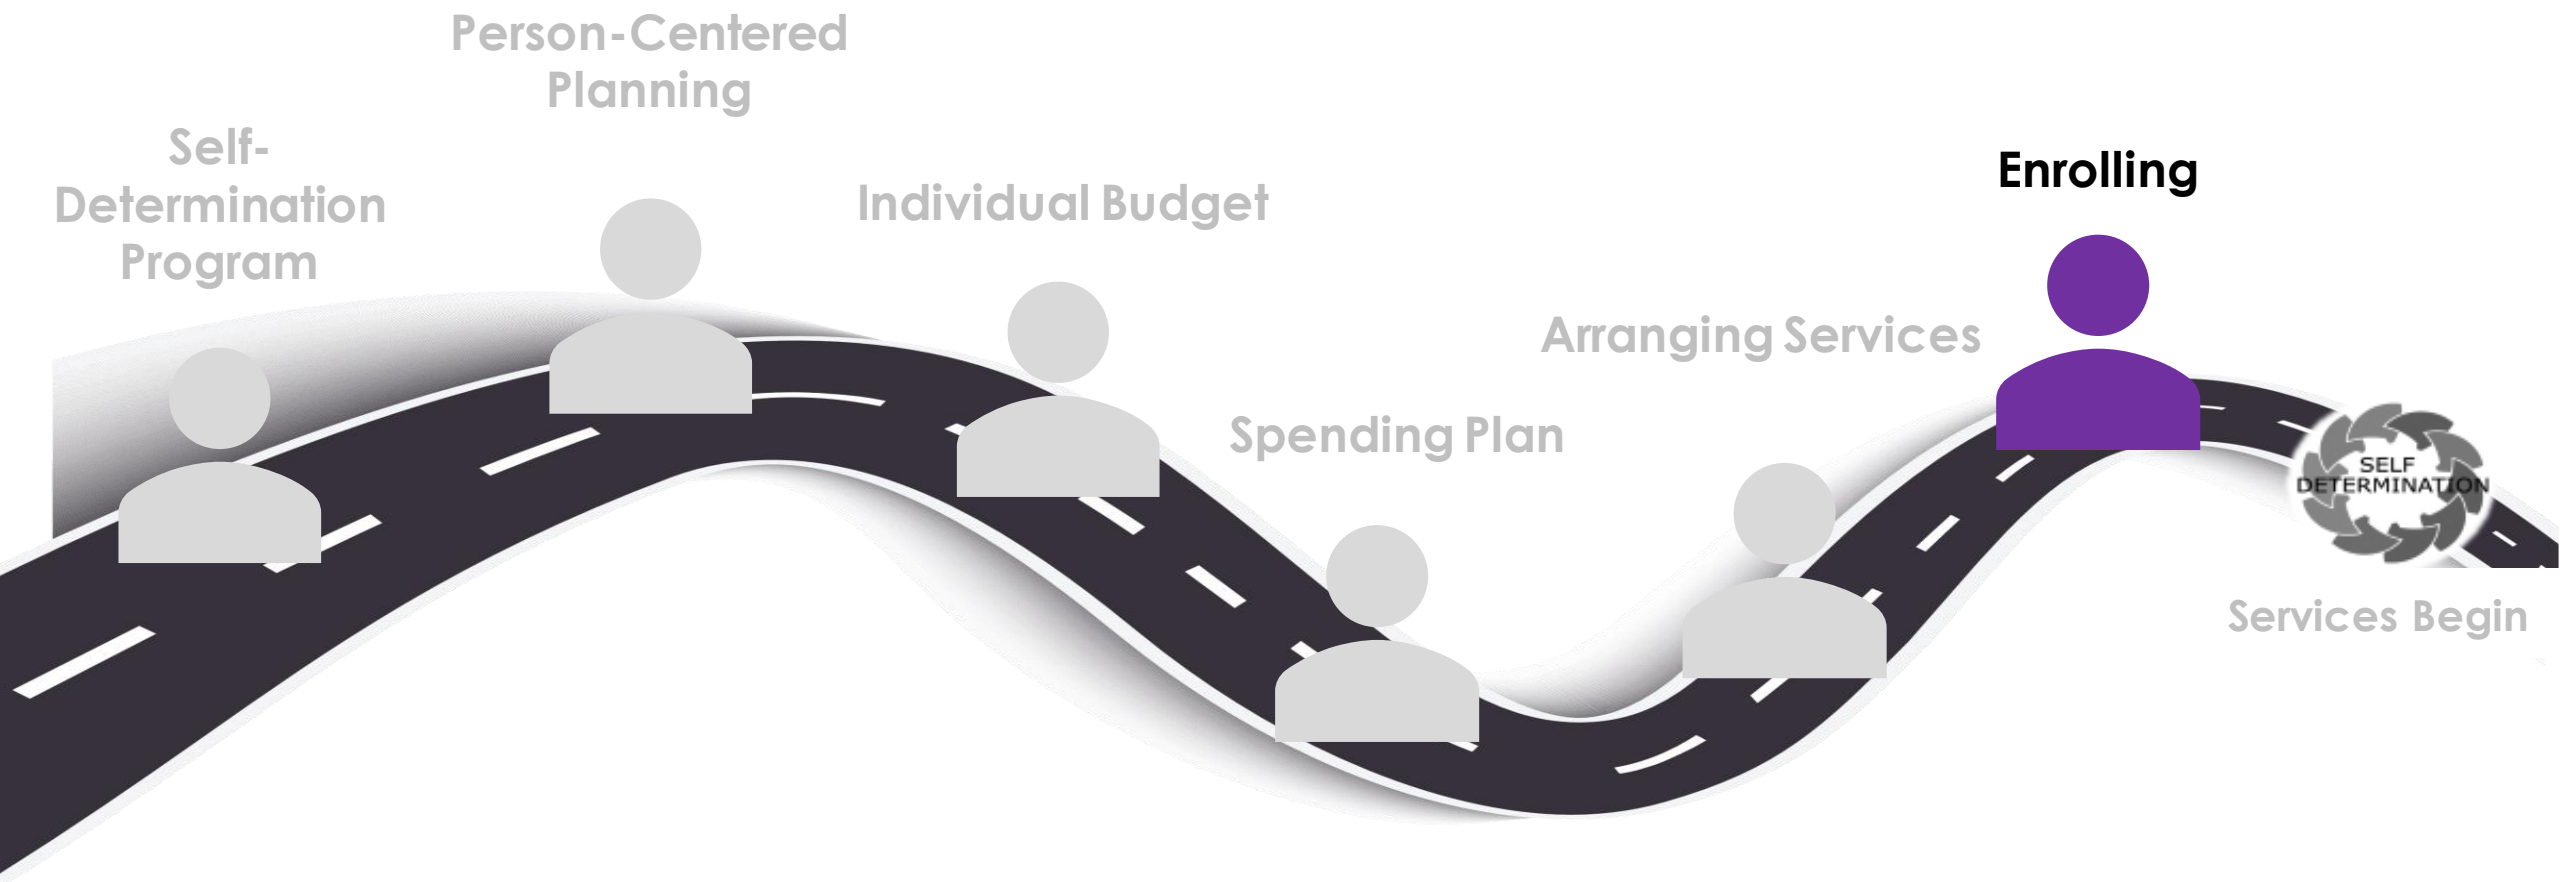 Self-
Determination
Program
Person-Centered
Planning
Individual Budget
Spending Plan
Arranging Services
Enrolling
SELF
DETERMINATION
Services Begin